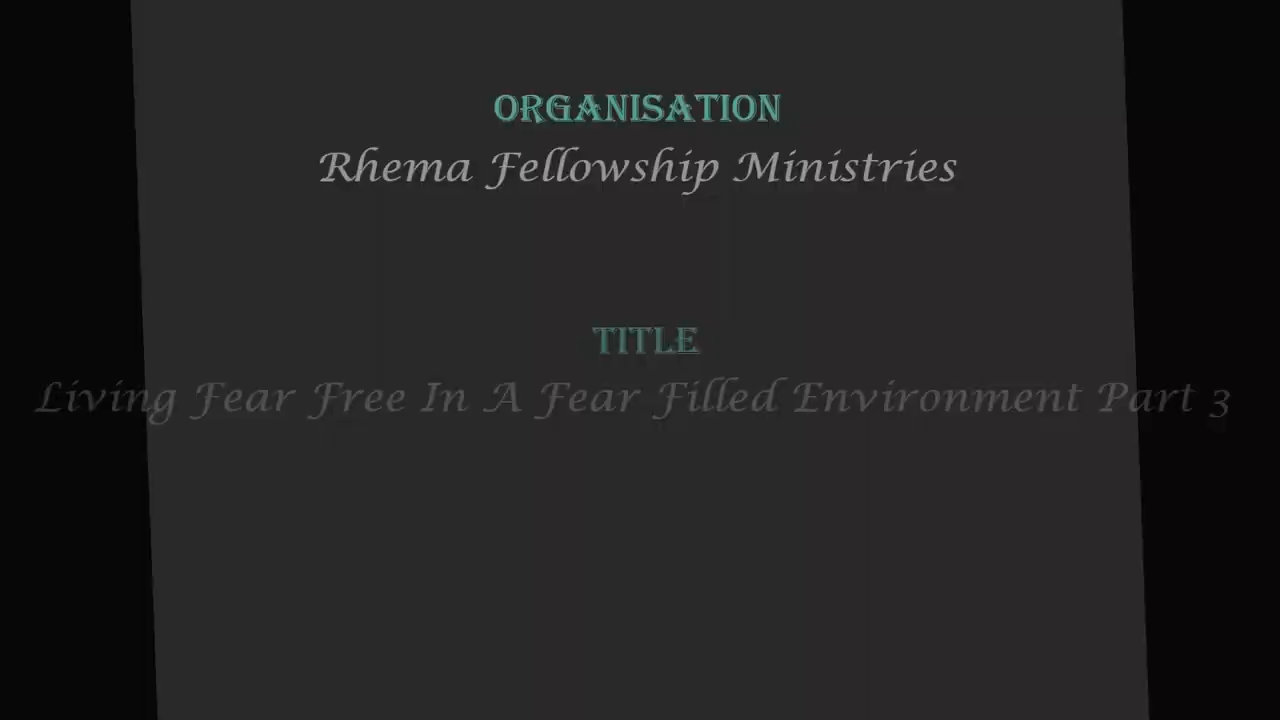 ORGANISATION
Rhema Fellowship Ministries
TITLE
Living Fear Free In A Fear Filled Environment Part 3